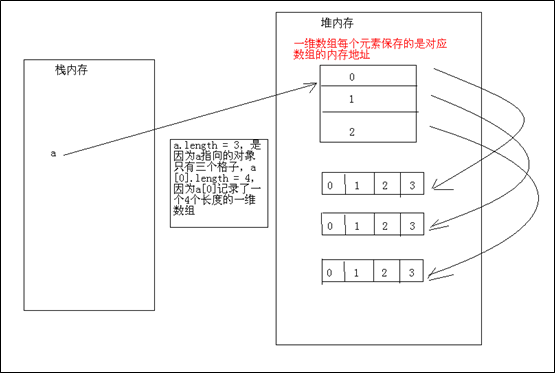 堆内存
一维数组每个元素保存的是对应
数组的内存地址
栈内存
0
1
2
a
a.length = 3, 是
因为a指向的对象
只有三个格子, a
[0].length = 4,
因为a[0]记录了一
个4个长度的一维
数组
0 1 2 3
0 1 2 3
0 1 2 3